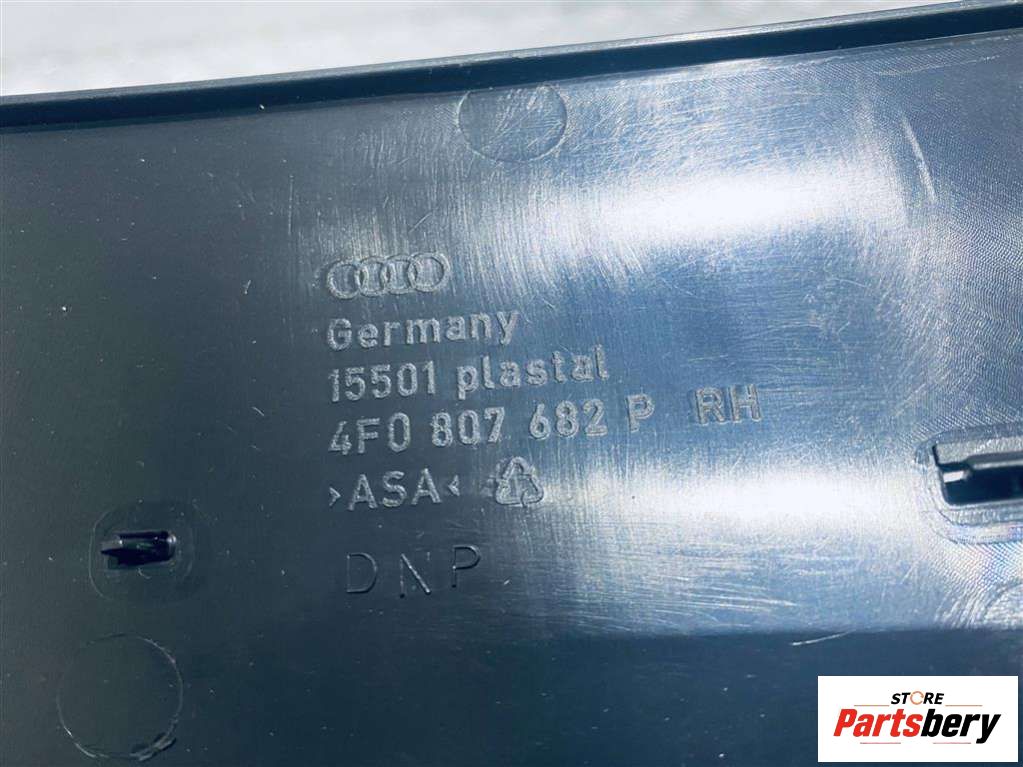 Germany
15501 plastal
4F0 807 682 P RH
>ASA<
DNP
STORE
Partsbery